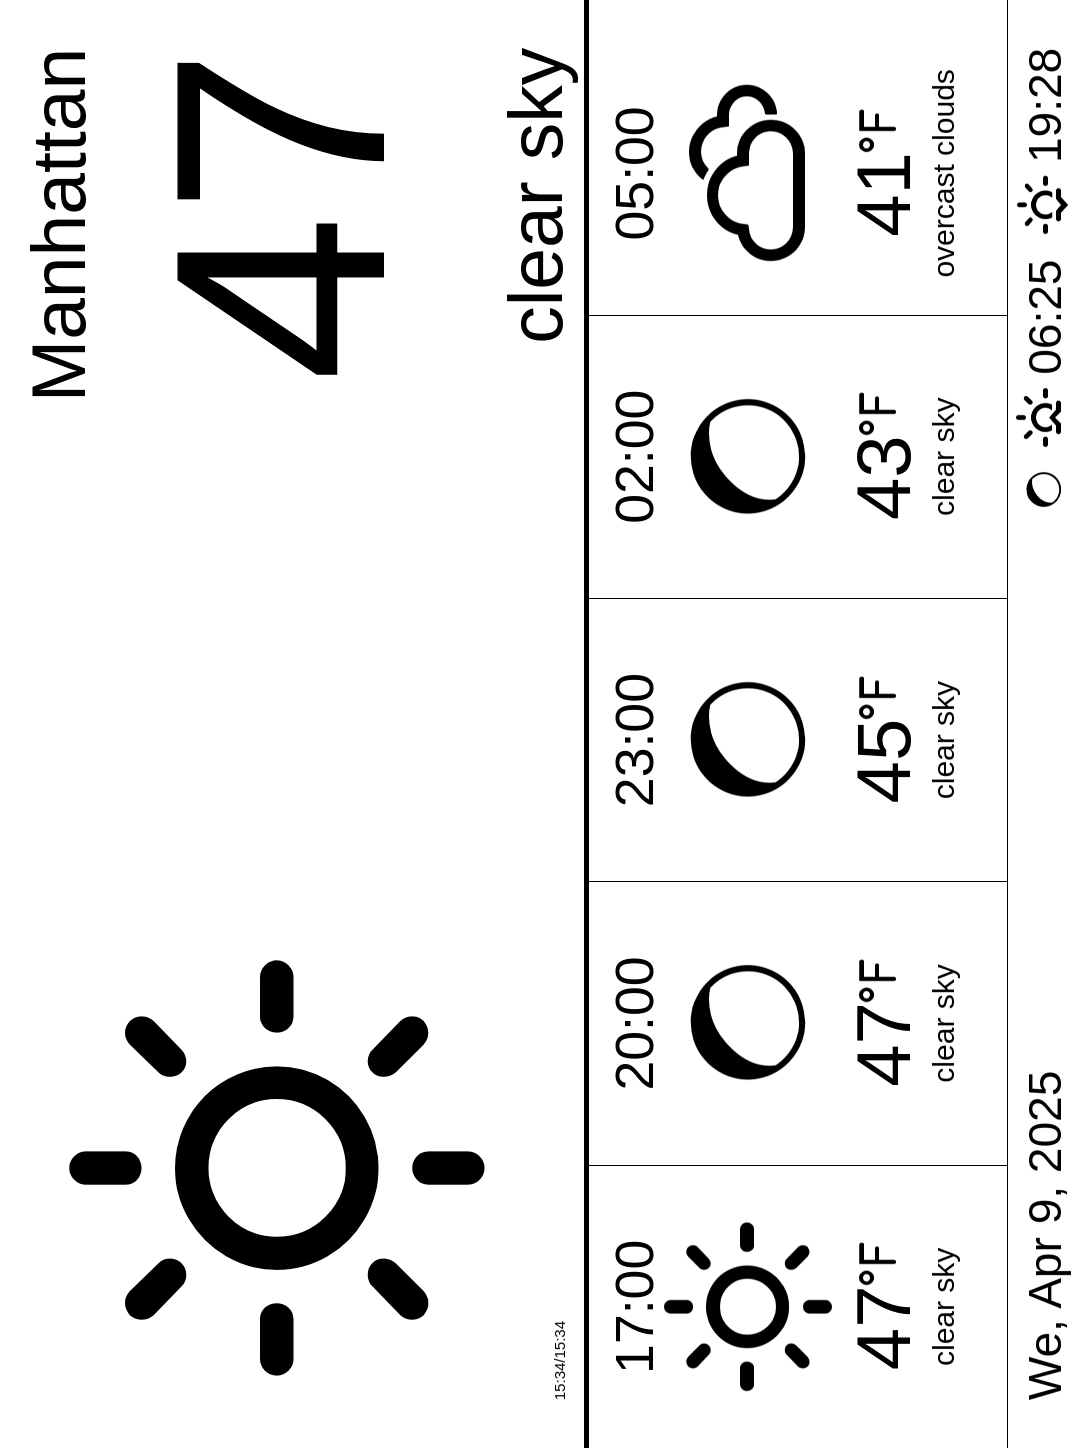 Manhattan
47
clear sky
15:34/15:34
17:00
47°F
clear sky
20:00
47°F
clear sky
23:00
45°F
clear sky
02:00
43°F
clear sky
05:00
41°F
overcast clouds
We, Apr 9, 2025
06:25 19:28